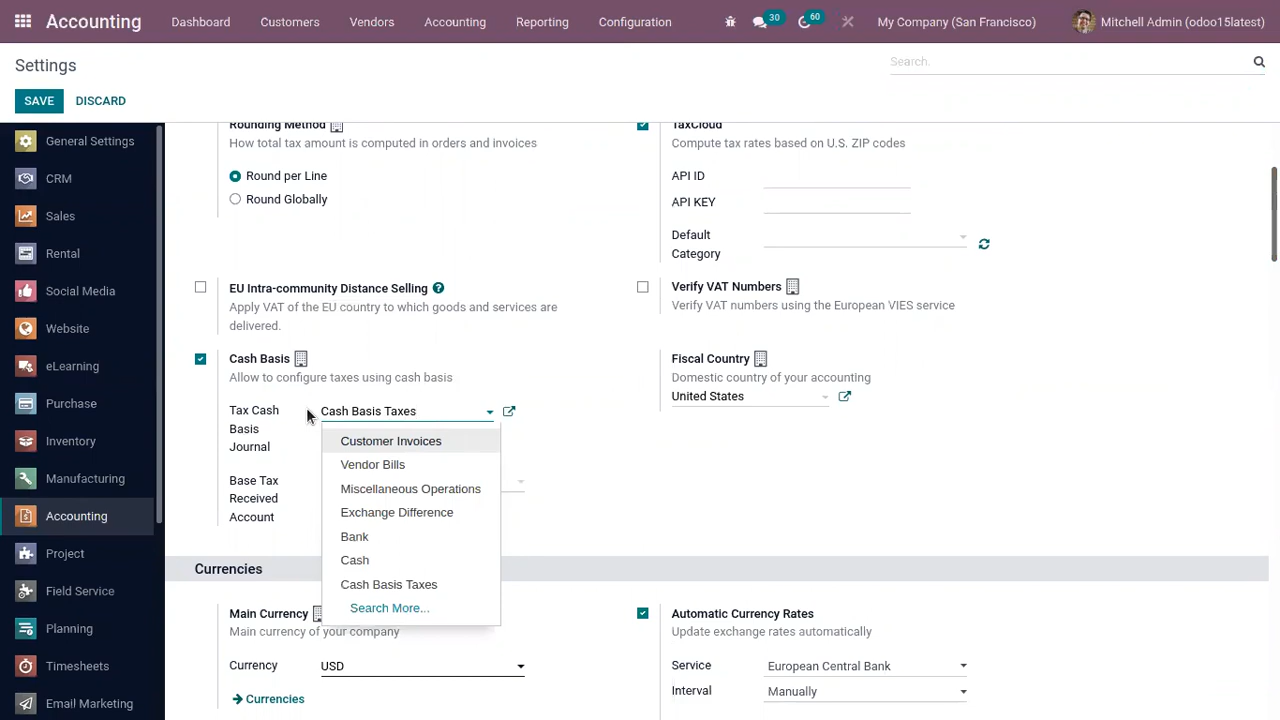 Accounting Dashboard Customers Vendors Accounting Reporting Configuration 30 60 My Company (San Francisco) Mitchell Admin (odoo15latest)
Settings
Search.
SAVE DISCARD
General Settings
CRM
Sales
Rental
Social Media
Website
eLearning
Purchase
Inventory
Manufacturing
Accounting
Project
Field Service
Planning
Timesheets
Email Marketing
Rounding Method
How total tax amount is computed in orders and invoices
Round per Line
Round Globally
TaxCloud
Compute tax rates based on U.S. ZIP codes
API ID
API KEY
Default
Category
EU Intra-community Distance Selling ?
Apply VAT of the EU country to which goods and services are
delivered.
Verify VAT Numbers
Verify VAT numbers using the European VIES service
Cash Basis
Allow to configure taxes using cash basis
Tax Cash
Basis
Journal
Cash Basis Taxes
Customer Invoices
Vendor Bills
Miscellaneous Operations
Exchange Difference
Bank
Cash
Cash Basis Taxes
Search More...
Base Tax
Received
Account
Fiscal Country
Domestic country of your accounting
United States
Currencies
Main Currency
Main currency of your company
Currency USD
Currencies
Automatic Currency Rates
Update exchange rates automatically
Service European Central Bank
Interval Manually